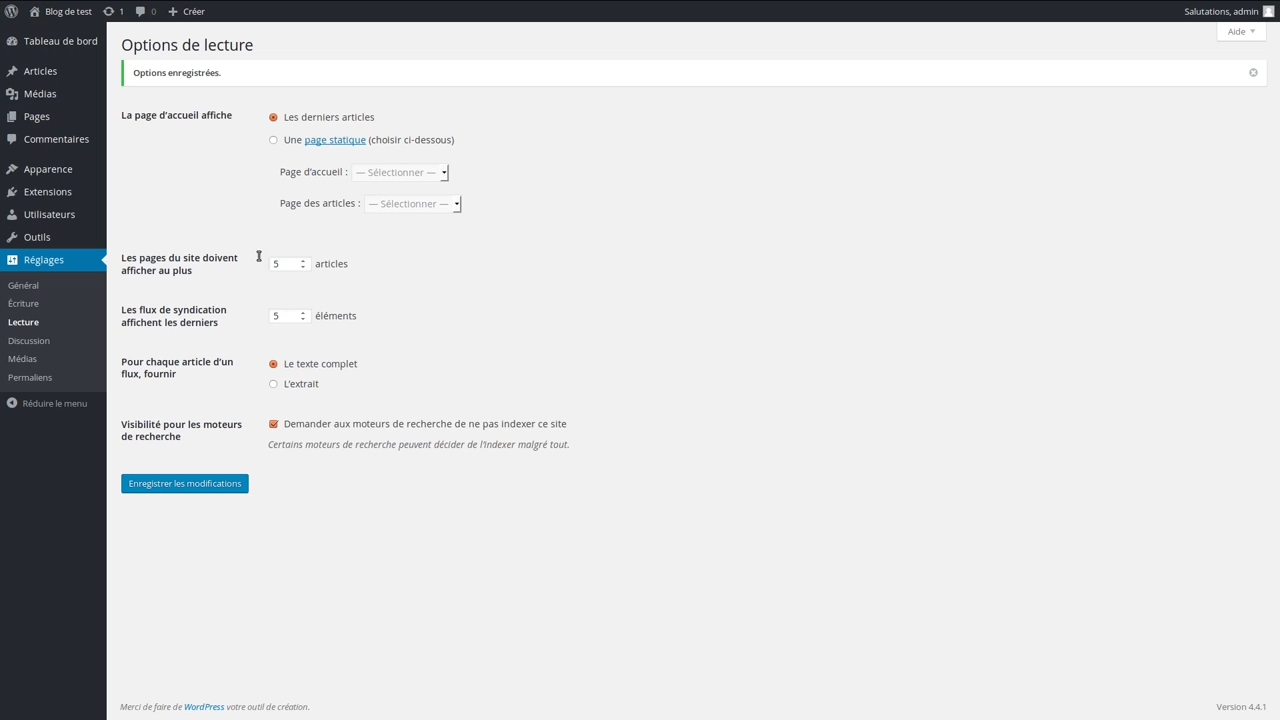 Blog de test 1 0 Créer Salutations, admin
Aide
Tableau de bord
Articles
Médias
Pages
Commentaires
Apparence
Extensions
Utilisateurs
Outils
Réglages
Général
Écriture
Lecture
Discussion
Médias
Permaliens
Réduire le menu
Options de lecture
Options enregistrées.
La page d’accueil affiche
Les derniers articles
Une page statique (choisir ci-dessous)
Page d’accueil : — Sélectionner —
Page des articles : — Sélectionner —
Les pages du site doivent
afficher au plus
5 articles
Les flux de syndication
affichent les derniers
5 éléments
Pour chaque article d’un
flux, fournir
Le texte complet
L’extrait
Visibilité pour les moteurs
de recherche
Demander aux moteurs de recherche de ne pas indexer ce site
Certains moteurs de recherche peuvent décider de l’indexer malgré tout.
Enregistrer les modifications
Merci de faire de WordPress votre outil de création.
Version 4.4.1